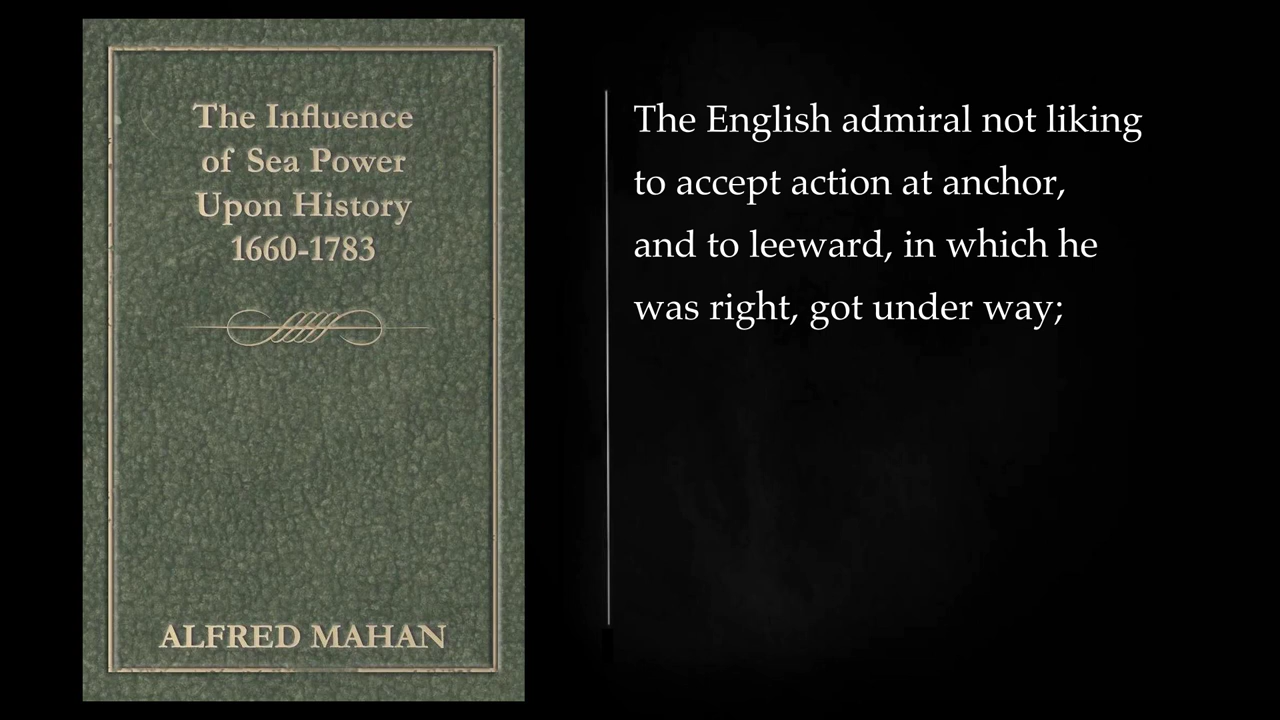 The Influence
of Sea Power
Upon History
1660-1783
ALFRED MAHAN
The English admiral not liking
to accept action at anchor,
and to leeward, in which he
was right, got under way;